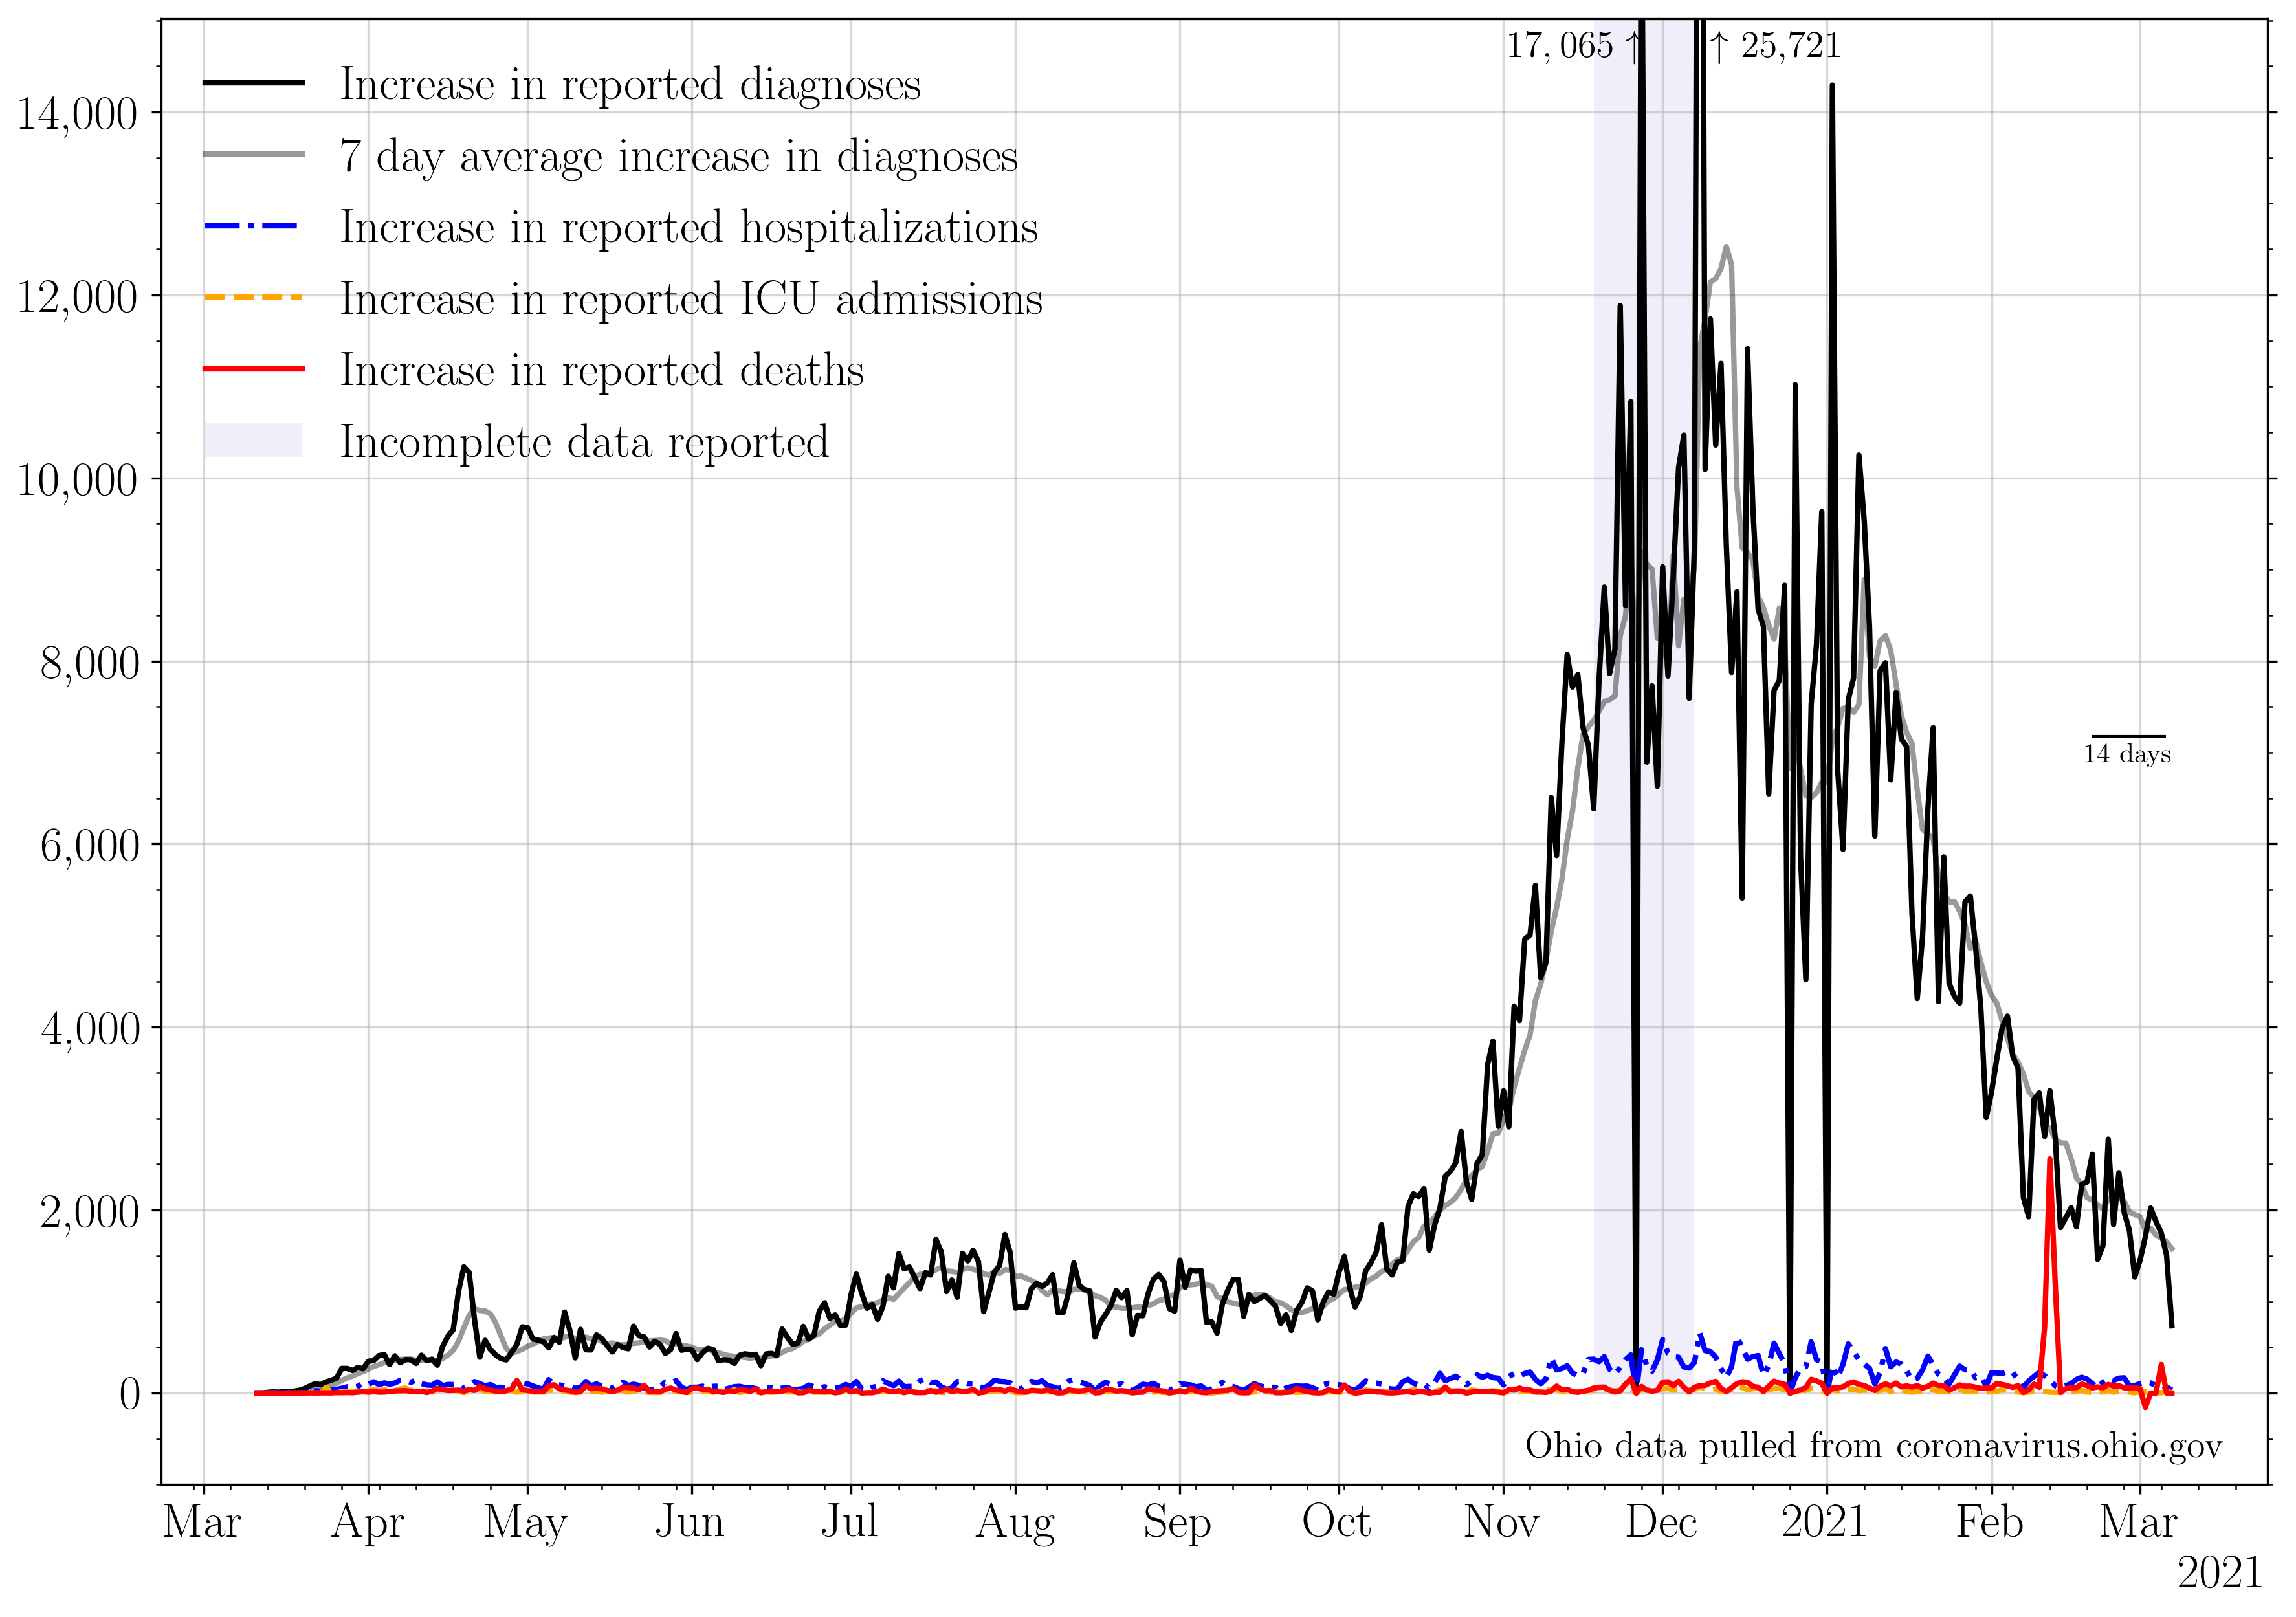 17,065 ↑ ↑ 25,721
Increase in reported diagnoses
7 day average increase in diagnoses
Increase in reported hospitalizations
Increase in reported ICU admissions
Increase in reported deaths
Incomplete data reported
14,000
12,000
10,000
8,000
6,000
4,000
2,000
0
14 days
Ohio data pulled from coronavirus.ohio.gov
Mar Apr May Jun Jul Aug Sep Oct Nov Dec 2021 Feb Mar
2021